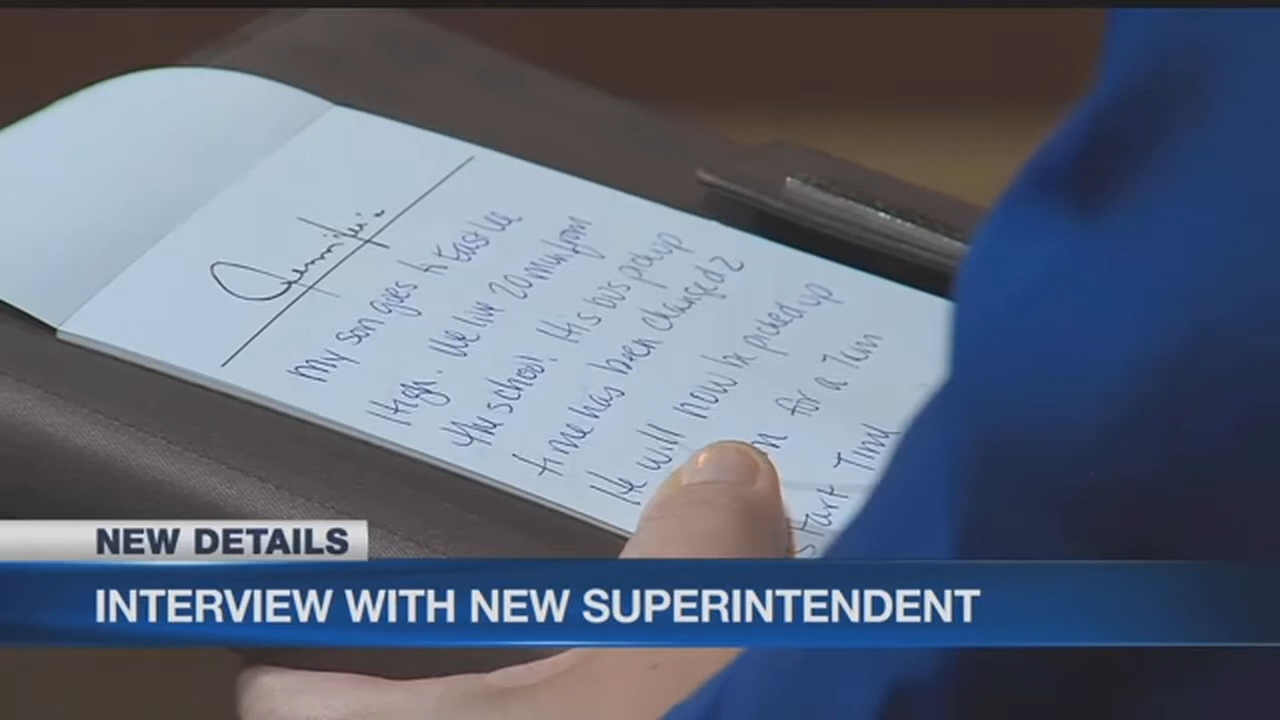 Jennifer's
My son goes to East Lee
High. We live 20 min from
the school. His bus pickup
time has been changed 2
He will now be picked up
for a 7am
start Time
NEW DETAILS
INTERVIEW WITH NEW SUPERINTENDENT